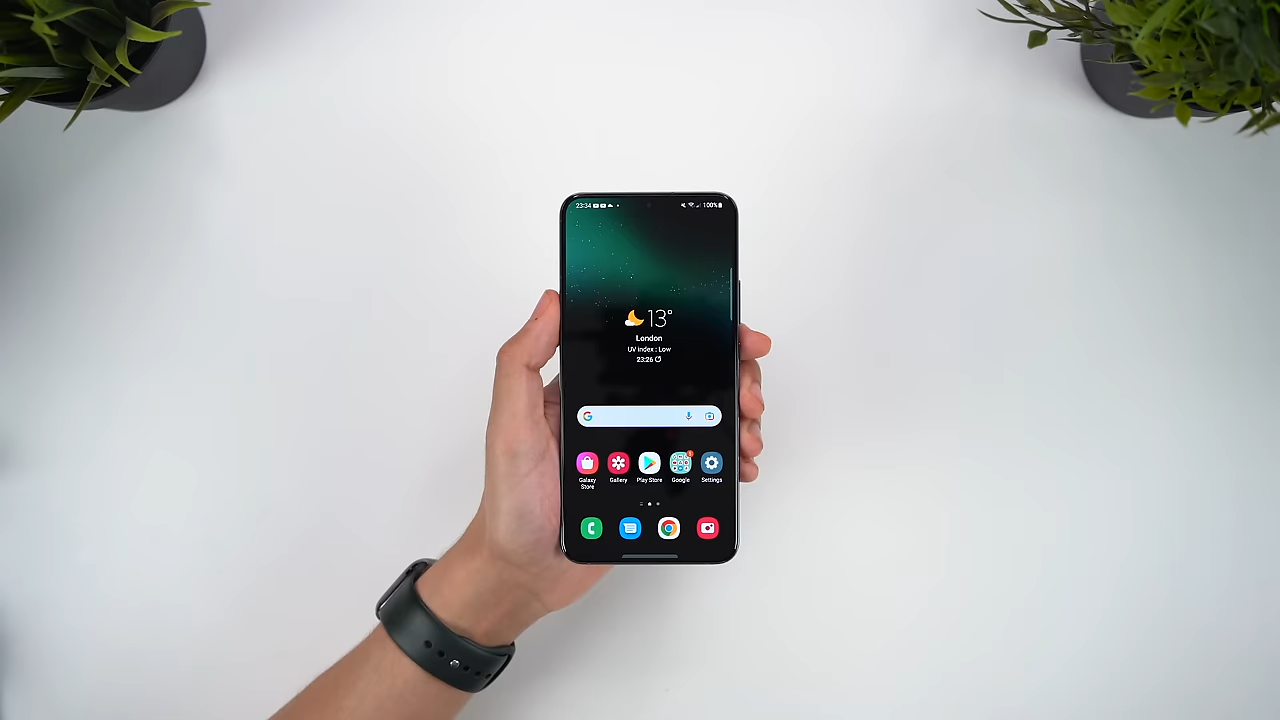 23:34
100%
13°
London
UV index : Low
23:26
Galaxy Store
Gallery
Play Store
Google
Settings